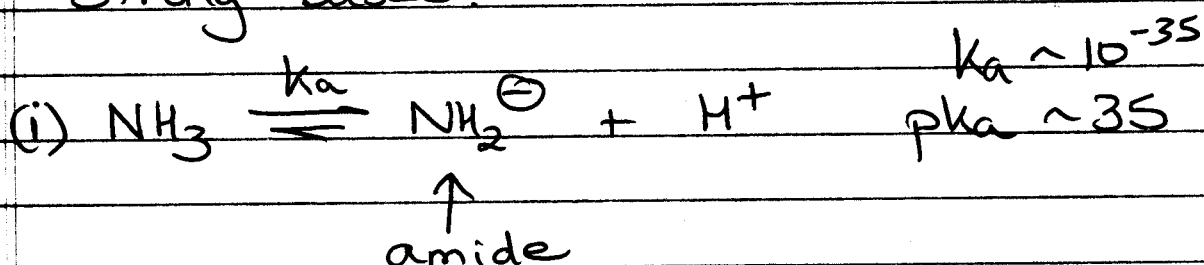 Ka ~ 10⁻³⁵
(i) NH₃ ⇌ NH₂⊖ + H⁺ pka ~ 35
Ka
↑
amide